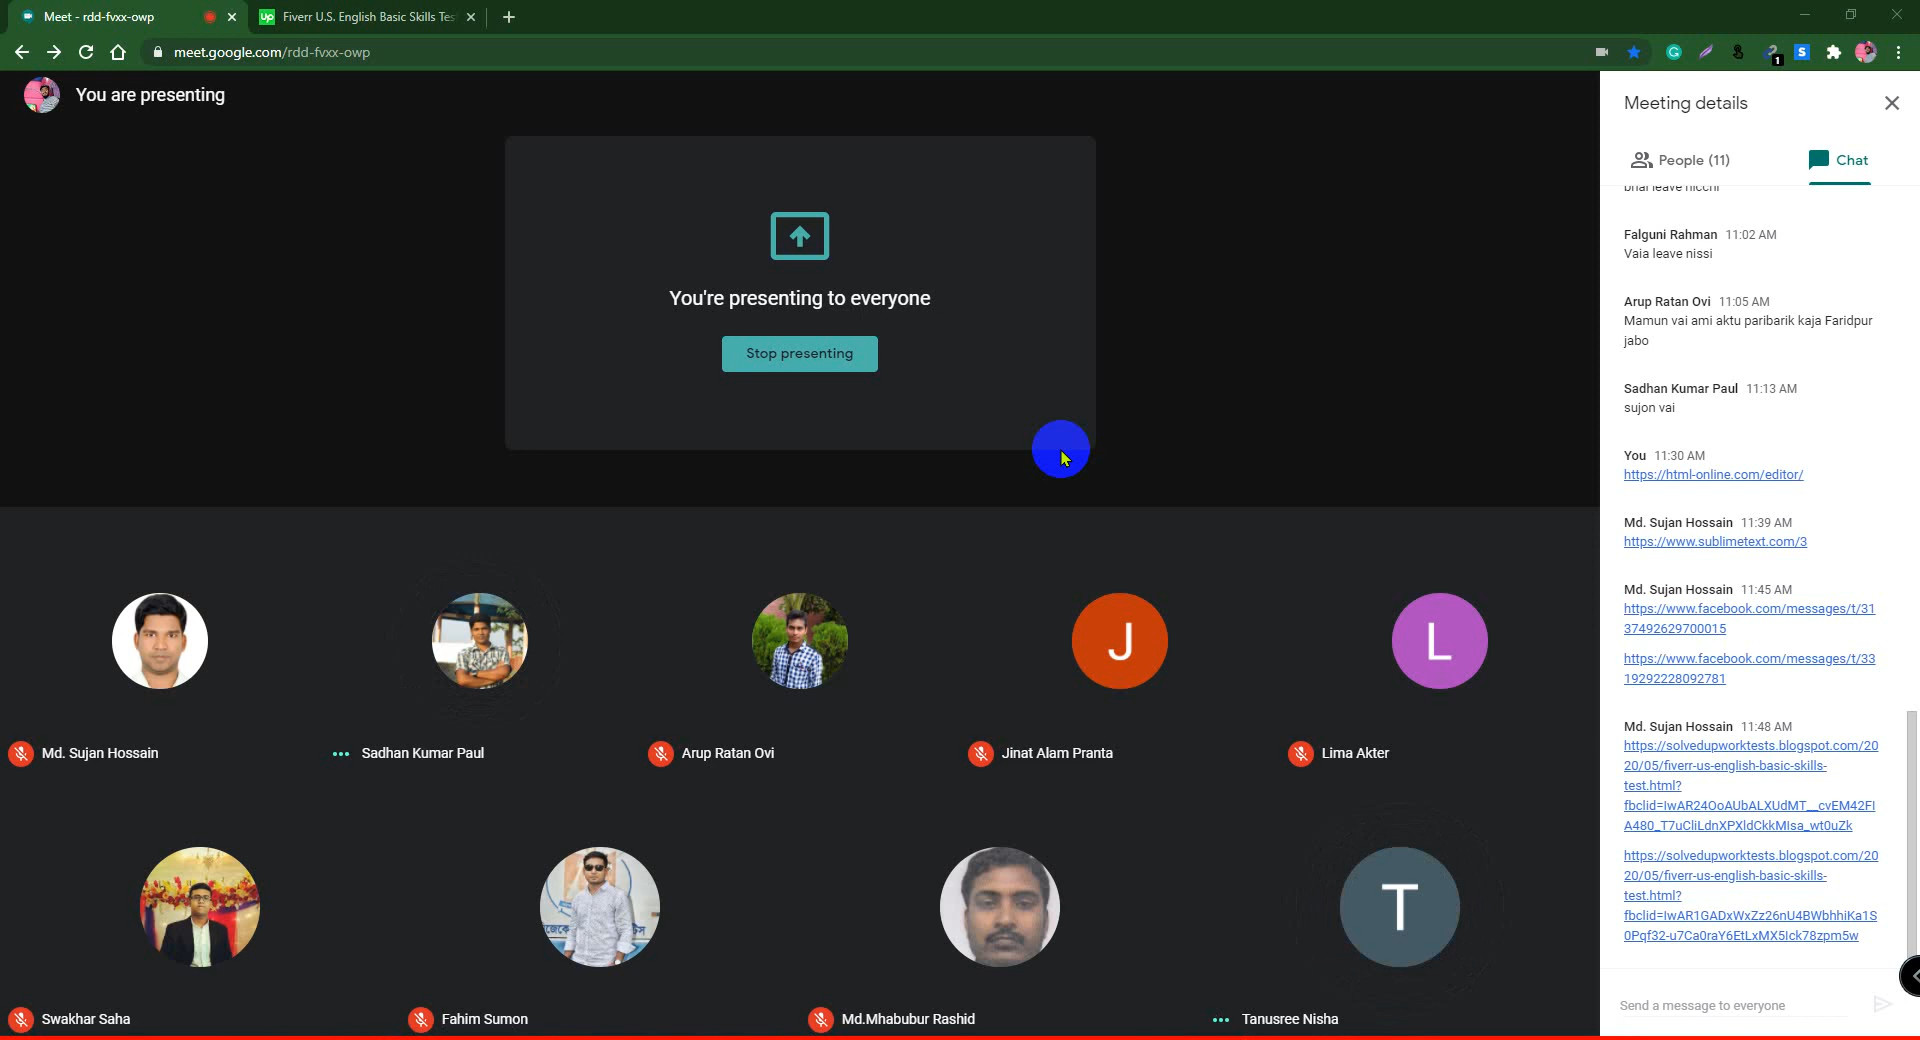 Meet - rdd-fvxx-owp
Fiverr U.S. English Basic Skills Tes
meet.google.com/rdd-fvxx-owp
1
S
You are presenting
You're presenting to everyone
Stop presenting
J
L
Md. Sujan Hossain
Sadhan Kumar Paul
Arup Ratan Ovi
Jinat Alam Pranta
Lima Akter
T
Swakhar Saha
Fahim Sumon
Md.Mhabubur Rashid
Tanusree Nisha
Meeting details
People (11)
Chat
bhai leave nicchi
Falguni Rahman 11:02 AM
Vaia leave nissi
Arup Ratan Ovi 11:05 AM
Mamun vai ami aktu paribarik kaja Faridpur
jabo
Sadhan Kumar Paul 11:13 AM
sujon vai
You 11:30 AM
https://html-online.com/editor/
Md. Sujan Hossain 11:39 AM
https://www.sublimetext.com/3
Md. Sujan Hossain 11:45 AM
https://www.facebook.com/messages/t/31
37492629700015
https://www.facebook.com/messages/t/33
19292228092781
Md. Sujan Hossain 11:48 AM
https://solvedupworktests.blogspot.com/20
20/05/fiverr-us-english-basic-skills-
test.html?
fbclid=IwAR24OoAUbALXUdMT__cvEM42FI
A480_T7uCliLdnXPXldCkkMIsa_wt0uZk
https://solvedupworktests.blogspot.com/20
20/05/fiverr-us-english-basic-skills-
test.html?
fbclid=IwAR1GADxWxZz26nU4BWbhhiKa1S
0Pqf32-u7Ca0raY6EtLxMX5Ick78zpm5w
Send a message to everyone